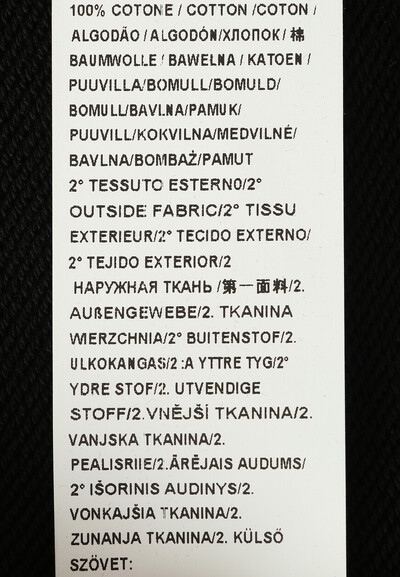 100% COTONE / COTTON /COTON /
ALGODÃO / ALGODÓN/ХЛОПОК/ 棉
BAUMWOLLE / BAWEŁNA / KATOEN /
PUUVILLA/BOMULL/BOMULD/
BOMULL/BAVLNA/PAMUK/
PUUVILL/KOKVILNA/MEDVILNĖ/
BAVLNA/BOMBAŽ/PAMUT
2° TESSUTO ESTERNO/2°
OUTSIDE FABRIC/2° TISSU
EXTERIEUR/2° TECIDO EXTERNO/
2° TEJIDO EXTERIOR/2
НАРУЖНАЯ ТКАНЬ /第一面料/2.
AUßENGEWEBE/2. TKANINA
WIERZCHNIA/2° BUITENSTOF/2.
ULKOKANGAS/2 :A YTTRE TYG/2°
YDRE STOF/2. UTVENDIGE
STOFF/2.VNĚJŠÍ TKANINA/2.
VANJSKA TKANINA/2.
PEALISRIIE/2.ĀRĒJAIS AUDUMS/
2° IŠORINIS AUDINYS/2.
VONKAJŠIA TKANINA/2.
ZUNANJA TKANINA/2. KÜLSŐ
SZÖVET: